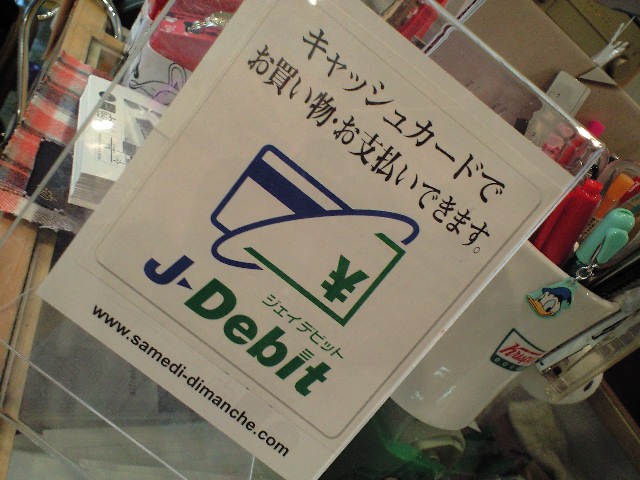 キャッシュカードで
お買い物・お支払いできます。
¥
ジェイデビット
J-Debit
www.samedi-dimanche.com